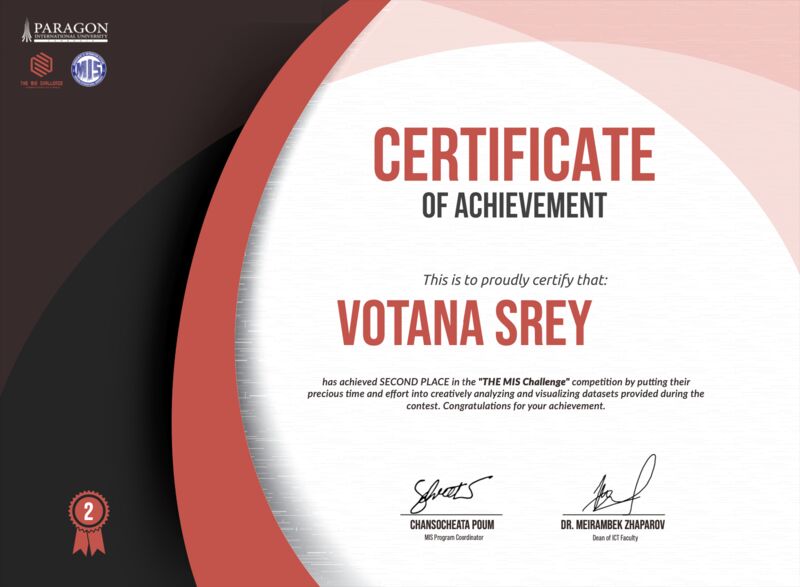 PARAGON
INTERNATIONAL UNIVERSITY
THE MIS CHALLENGE
MIS
CERTIFICATE
OF ACHIEVEMENT
This is to proudly certify that:
VOTANA SREY
has achieved SECOND PLACE in the "THE MIS Challenge" competition by putting their
precious time and effort into creatively analyzing and visualizing datasets provided during the
contest. Congratulations for your achievement.
CHANSOCHEATA POUM
MIS Program Coordinator
DR. MEIRAMBEK ZHAPAROV
Dean of ICT Faculty
2